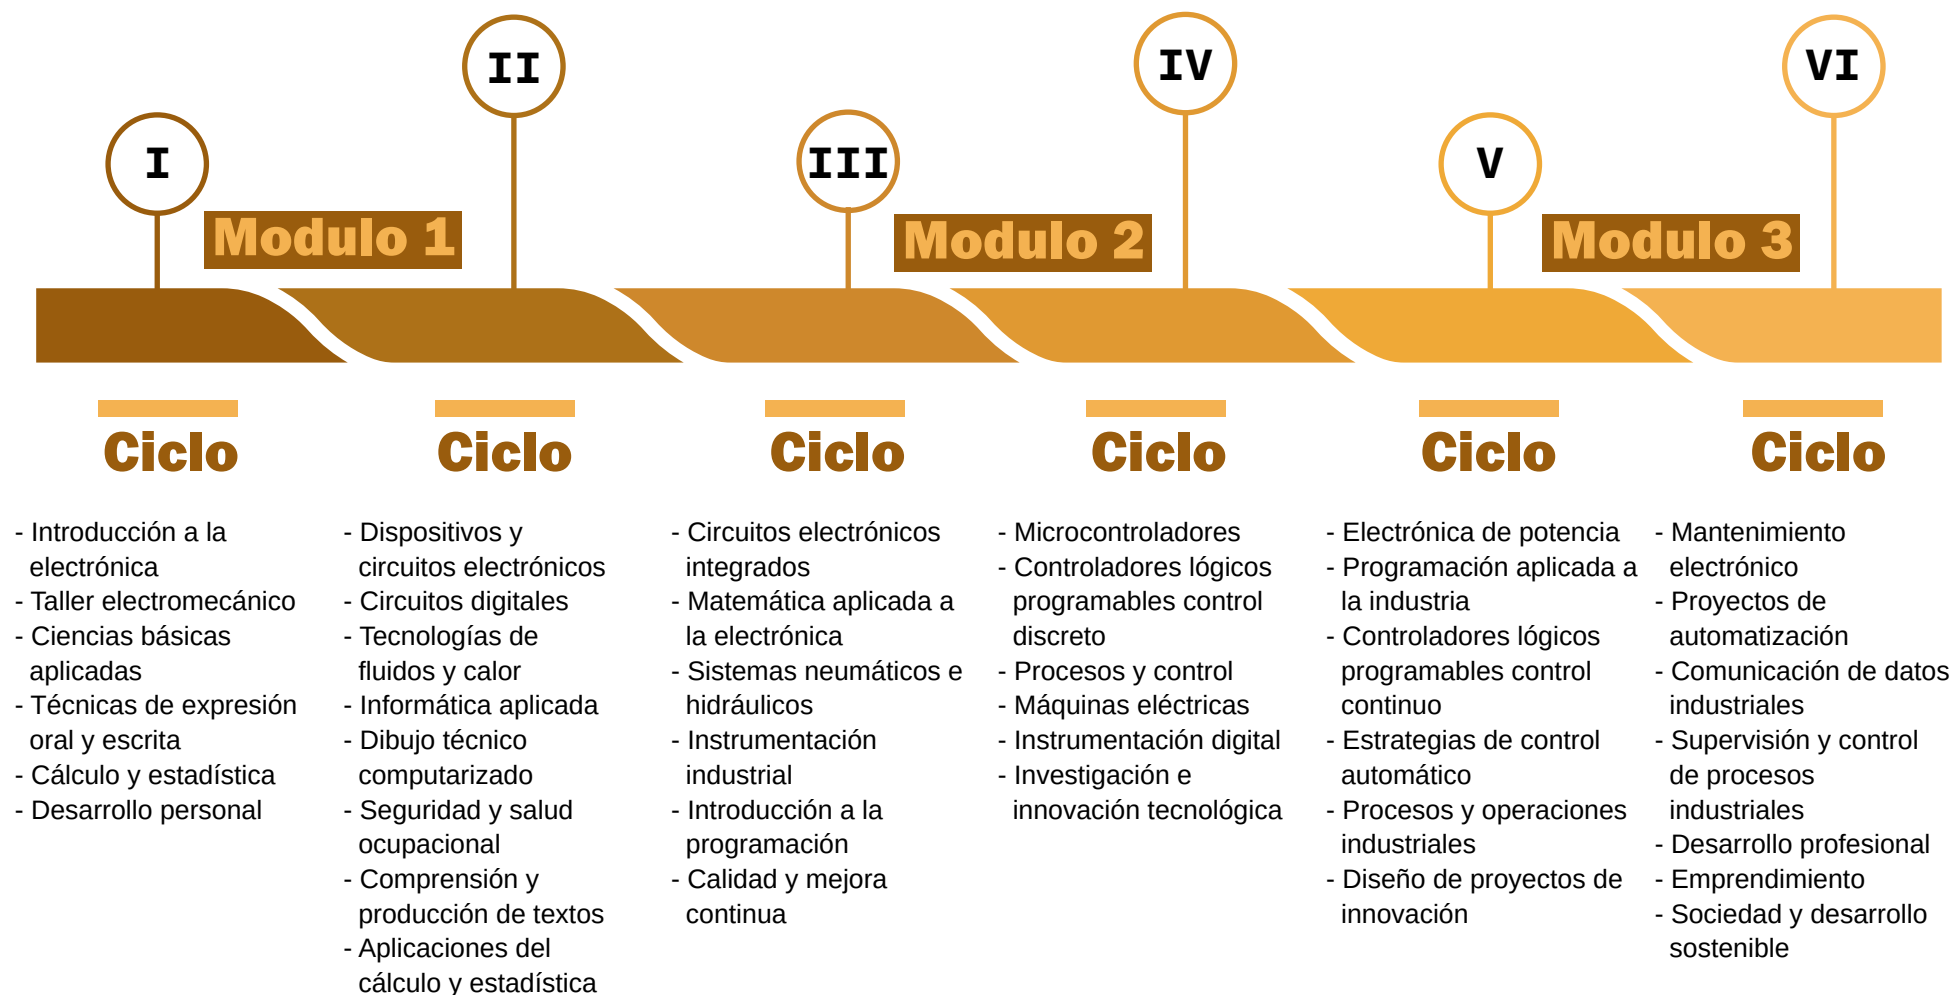 I
II
III
IV
V
VI
Modulo 1
Modulo 2
Modulo 3
Ciclo
- Introducción a la
electrónica
- Taller electromecánico
- Ciencias básicas
aplicadas
- Técnicas de expresión
oral y escrita
- Cálculo y estadística
- Desarrollo personal
Ciclo
- Dispositivos y
circuitos electrónicos
- Circuitos digitales
- Tecnologías de
fluidos y calor
- Informática aplicada
- Dibujo técnico
computarizado
- Seguridad y salud
ocupacional
- Comprensión y
producción de textos
- Aplicaciones del
cálculo y estadística
Ciclo
- Circuitos electrónicos
integrados
- Matemática aplicada a
la electrónica
- Sistemas neumáticos e
hidráulicos
- Instrumentación
industrial
- Introducción a la
programación
- Calidad y mejora
continua
Ciclo
- Microcontroladores
- Controladores lógicos
programables control
discreto
- Procesos y control
- Máquinas eléctricas
- Instrumentación digital
- Investigación e
innovación tecnológica
Ciclo
- Electrónica de potencia
- Programación aplicada a
la industria
- Controladores lógicos
programables control
continuo
- Estrategias de control
automático
- Procesos y operaciones
industriales
- Diseño de proyectos de
innovación
Ciclo
- Mantenimiento
electrónico
- Proyectos de
automatización
- Comunicación de datos
industriales
- Supervisión y control
de procesos
industriales
- Desarrollo profesional
- Emprendimiento
- Sociedad y desarrollo
sostenible